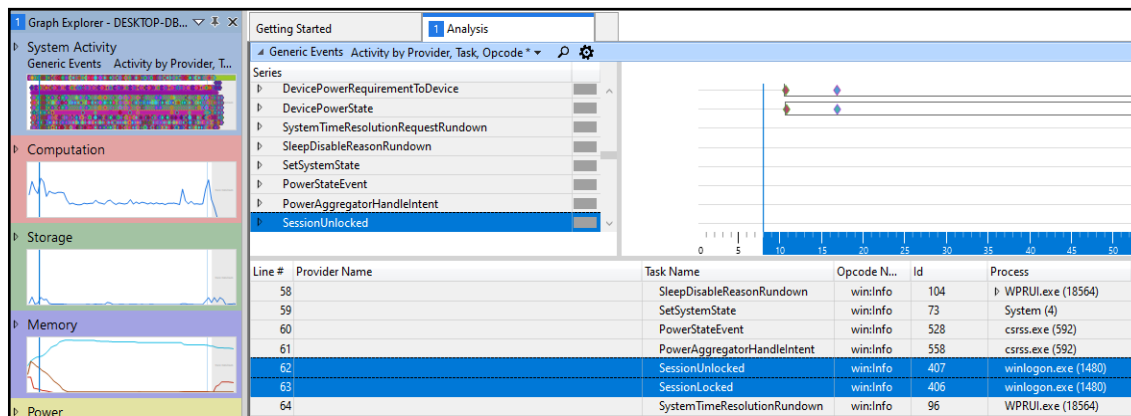 1 Graph Explorer - DESKTOP-DB...
System Activity
Generic Events Activity by Provider, T...
Computation
Storage
Memory
Power
Getting Started
1 Analysis
Generic Events Activity by Provider, Task, Opcode *
Series
DevicePowerRequirementToDevice
DevicePowerState
SystemTimeResolutionRequestRundown
SleepDisableReasonRundown
SetSystemState
PowerStateEvent
PowerAggregatorHandleIntent
SessionUnlocked
0 5 10 15 20 25 30 35 40 45 50
Line # Provider Name Task Name Opcode N... Id Process
58 SleepDisableReasonRundown win:Info 104 WPRUI.exe (18564)
59 SetSystemState win:Info 73 System (4)
60 PowerStateEvent win:Info 528 csrss.exe (592)
61 PowerAggregatorHandleIntent win:Info 558 csrss.exe (592)
62 SessionUnlocked win:Info 407 winlogon.exe (1480)
63 SessionLocked win:Info 406 winlogon.exe (1480)
64 SystemTimeResolutionRundown win:Info 96 WPRUI.exe (18564)